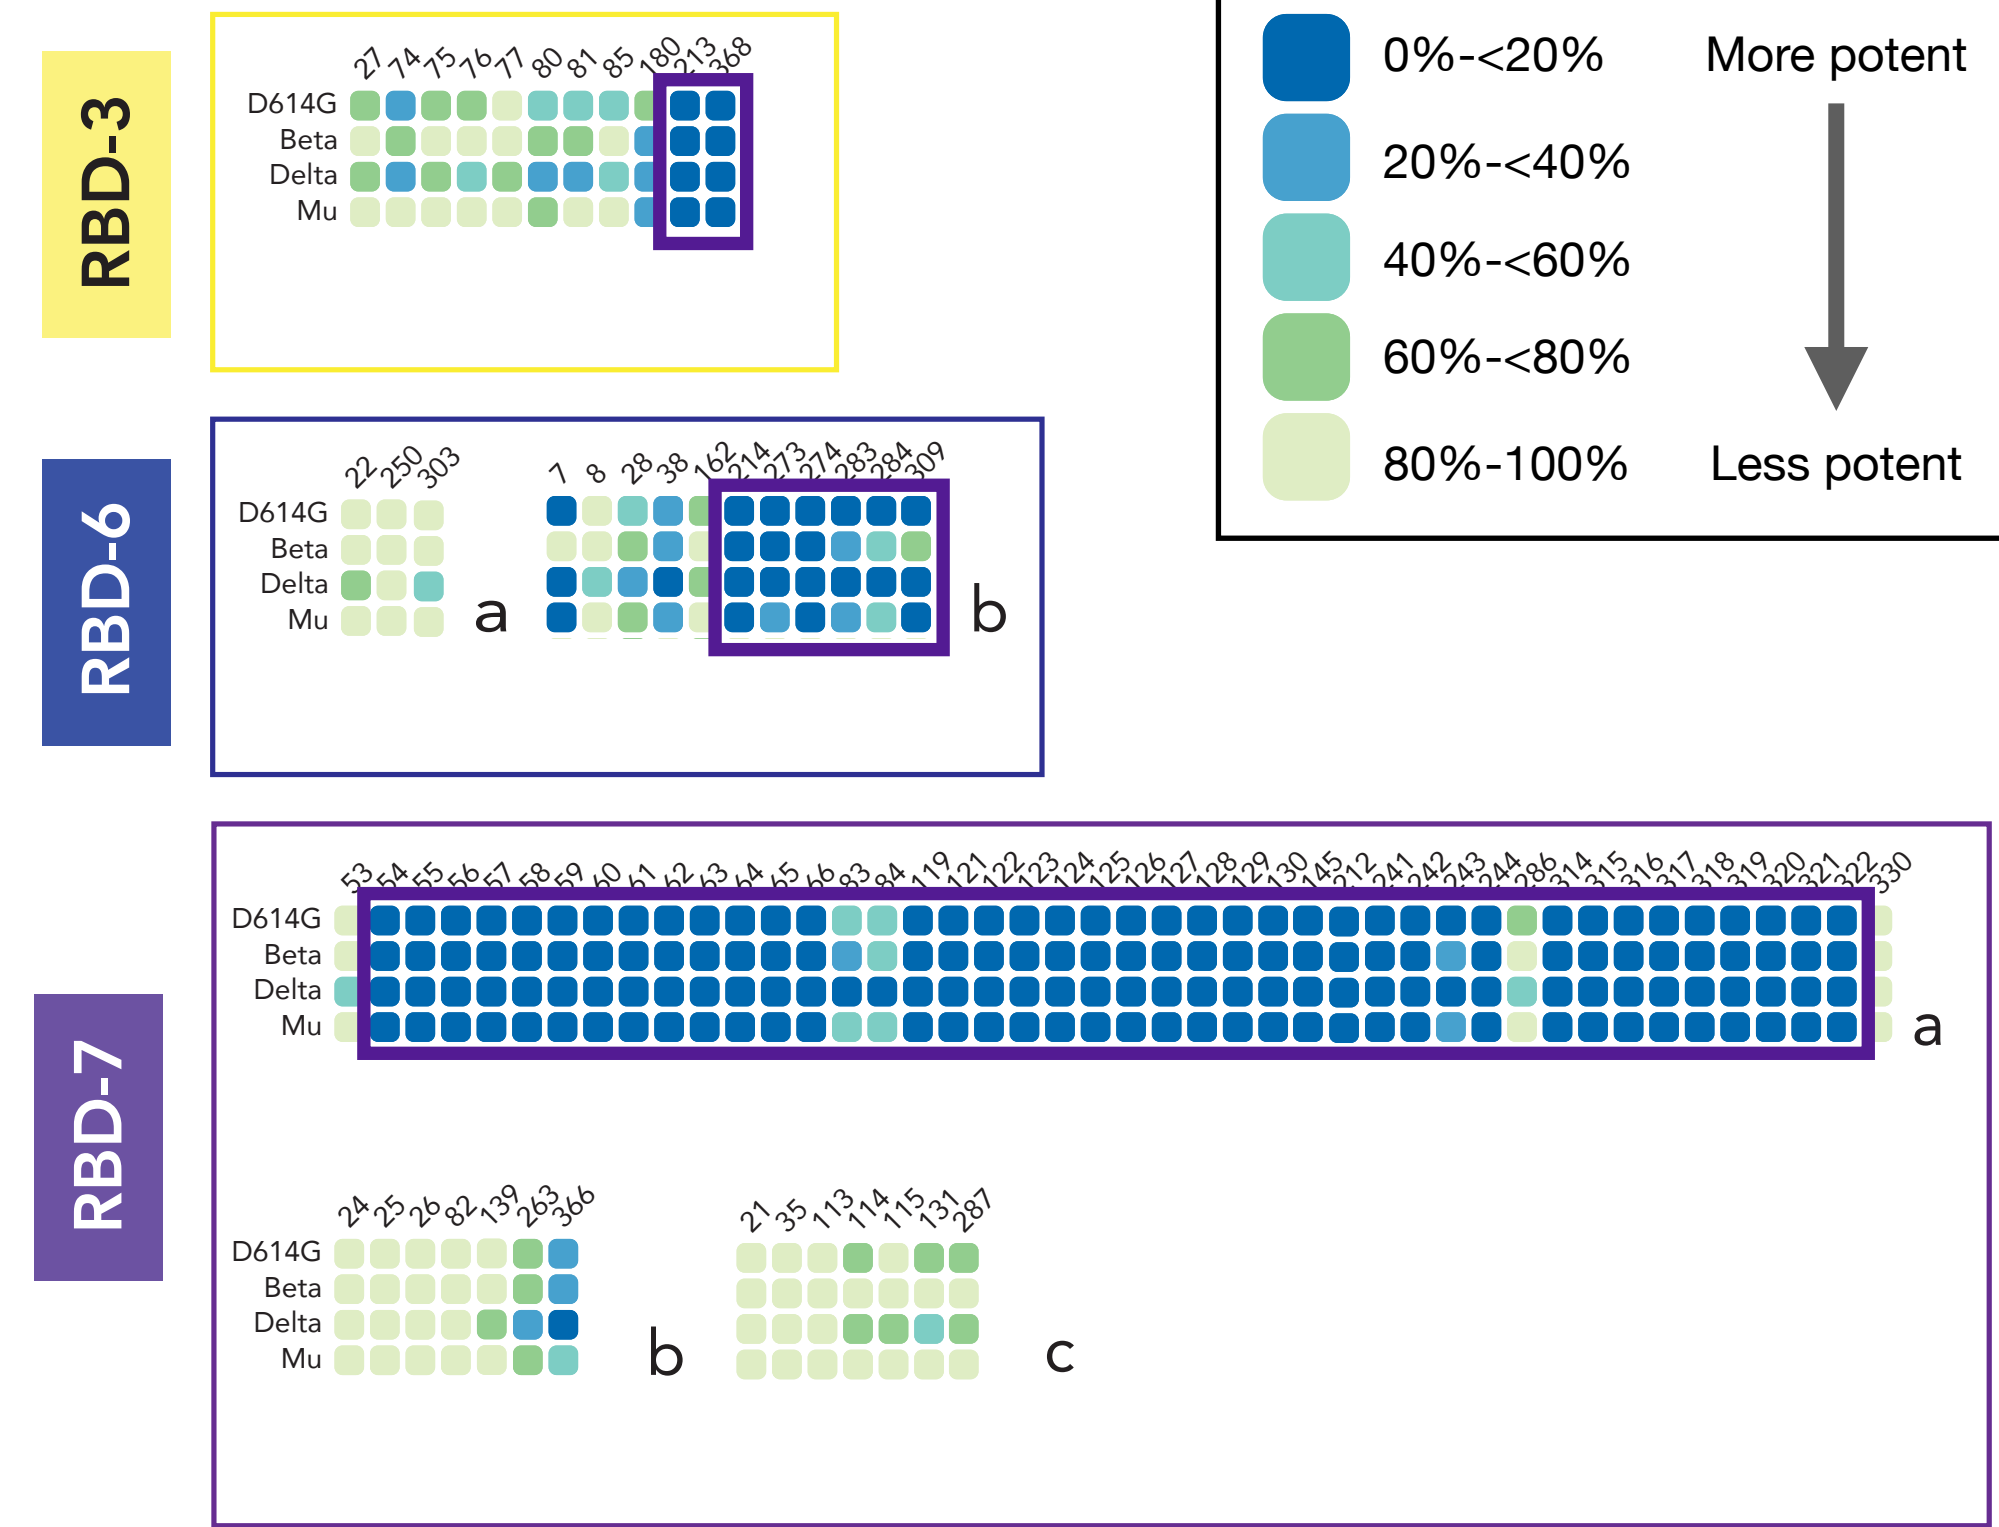 RBD-3
27 74 75 76 77 80 81 85 180 213 368
D614G
Beta
Delta
Mu
0%-<20% More potent
20%-<40%
40%-<60%
60%-<80%
80%-100% Less potent
RBD-6
22 250 303
D614G
Beta
Delta
Mu
a
7 8 28 38 162 214 273 274 283 284 309
b
RBD-7
53 54 55 56 57 58 59 60 61 62 63 64 65 66 83 84 119 121 122 123 124 125 126 127 128 129 130 145 212 241 242 243 244 286 314 315 316 317 318 319 320 321 322 330
D614G
Beta
Delta
Mu
a
24 25 26 82 139 263 366
D614G
Beta
Delta
Mu
b
21 35 113 114 115 131 287
c